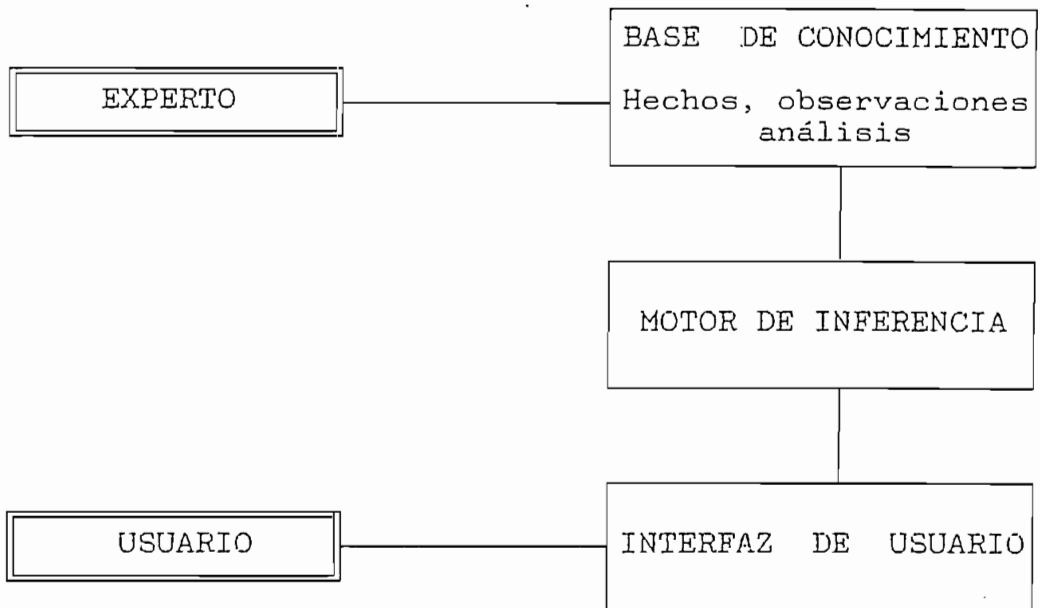 EXPERTO
BASE DE CONOCIMIENTO
Hechos, observaciones
análisis
MOTOR DE INFERENCIA
USUARIO
INTERFAZ DE USUARIO